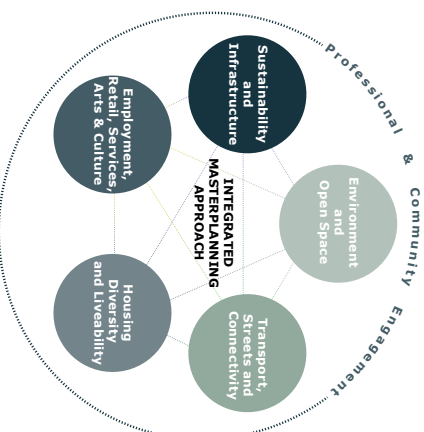 Professional & Community Engagement
Environment
and
Open Space
Sustainability
and
Infrastructure
Transport,
Streets and
Connectivity
INTEGRATED
MASTERPLANNING
APPROACH
Employment,
Retail, Services,
Arts & Culture
Housing
Diversity
and Liveability